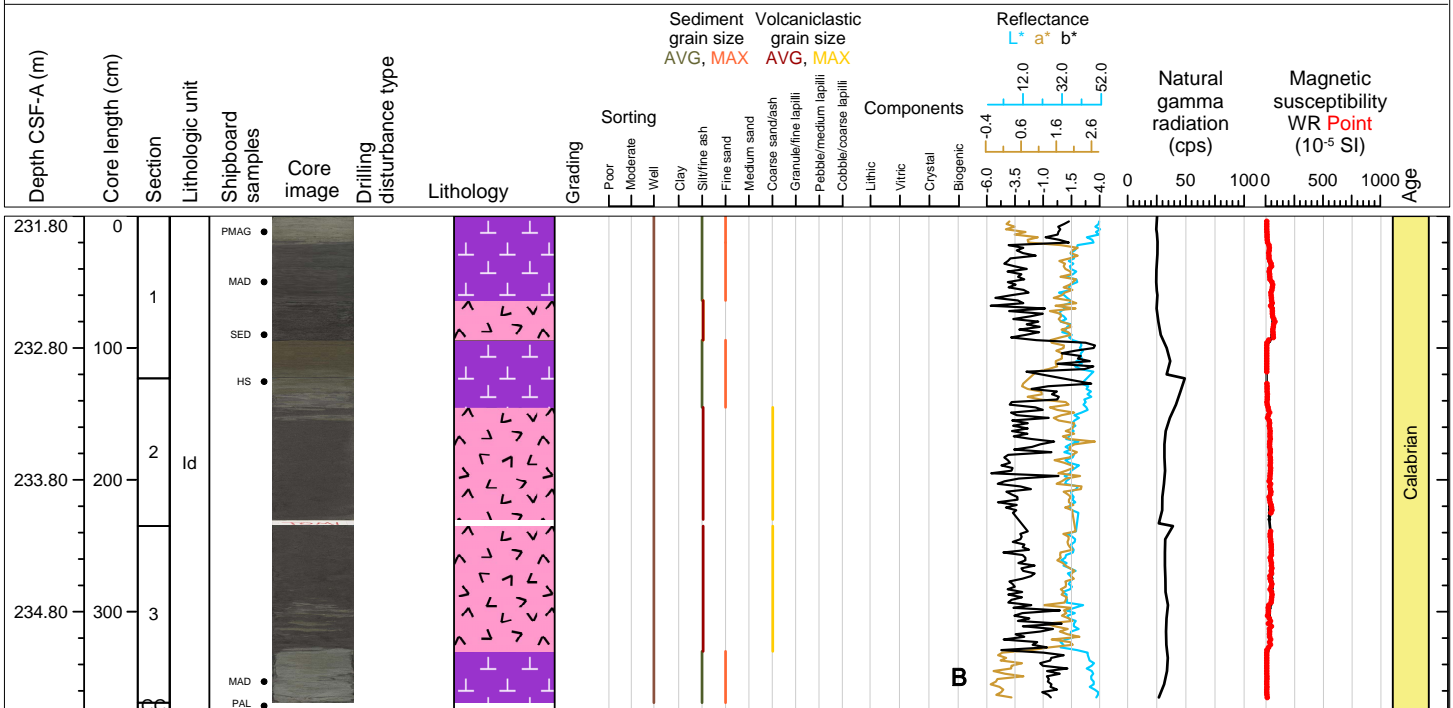 Sediment
grain size
AVG, MAX
Volcaniclastic
grain size
AVG, MAX
Reflectance
L* a* b*
Depth CSF-A (m)
Core length (cm)
Section
Lithologic unit
Shipboard
samples
Core
image
Drilling
disturbance type
Lithology
Grading
Sorting
Poor
Moderate
Well
Clay
Silt/fine ash
Fine sand
Medium sand
Coarse sand/ash
Granule/fine lapilli
Pebble/medium lapilli
Cobble/coarse lapilli
Components
Lithic
Vitric
Crystal
Biogenic
12.0 32.0 52.0
-0.4 0.6 1.6 2.6
-6.0 -3.5 -1.0 1.5 4.0
Natural
gamma
radiation
(cps)
0 50 100
Magnetic
susceptibility
WR Point
(10-5 SI)
0 500 1000
Age
231.80 0
PMAG
MAD
1
SED
232.80 100
HS
2
Id
233.80 200
Calabrian
3
234.80 300
B
MAD
CC
PAL